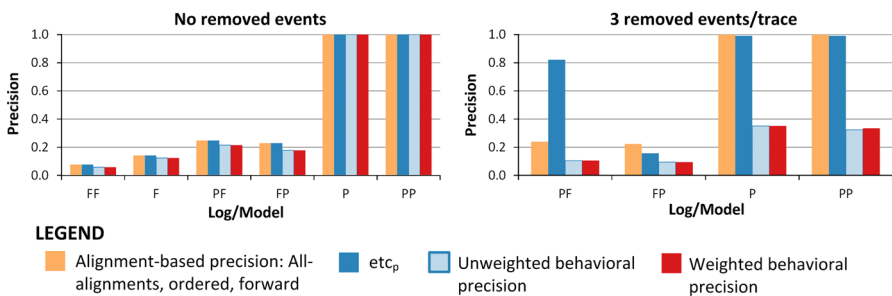 No removed events
Precision
1.0
0.8
0.6
0.4
0.2
0.0
FF F PF FP P PP
Log/Model
3 removed events/trace
Precision
1.0
0.8
0.6
0.4
0.2
0.0
PF FP P PP
Log/Model
LEGEND
Alignment-based precision: All-
alignments, ordered, forward
etcp
Unweighted behavioral
precision
Weighted behavioral
precision